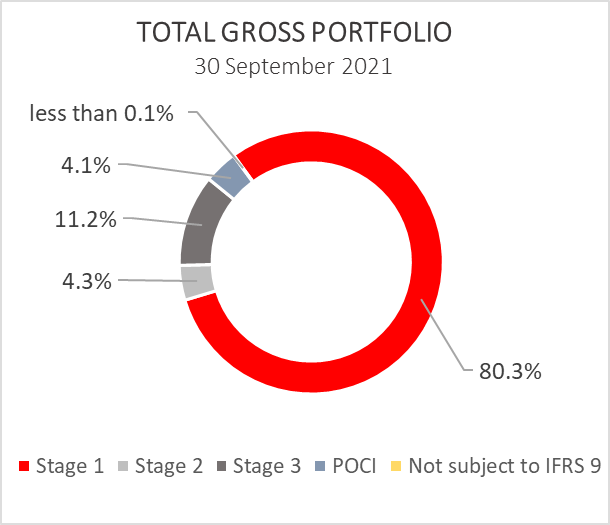 TOTAL GROSS PORTFOLIO
30 September 2021
less than 0.1%
4.1%
11.2%
4.3%
80.3%
Stage 1 Stage 2 Stage 3 POCI Not subject to IFRS 9